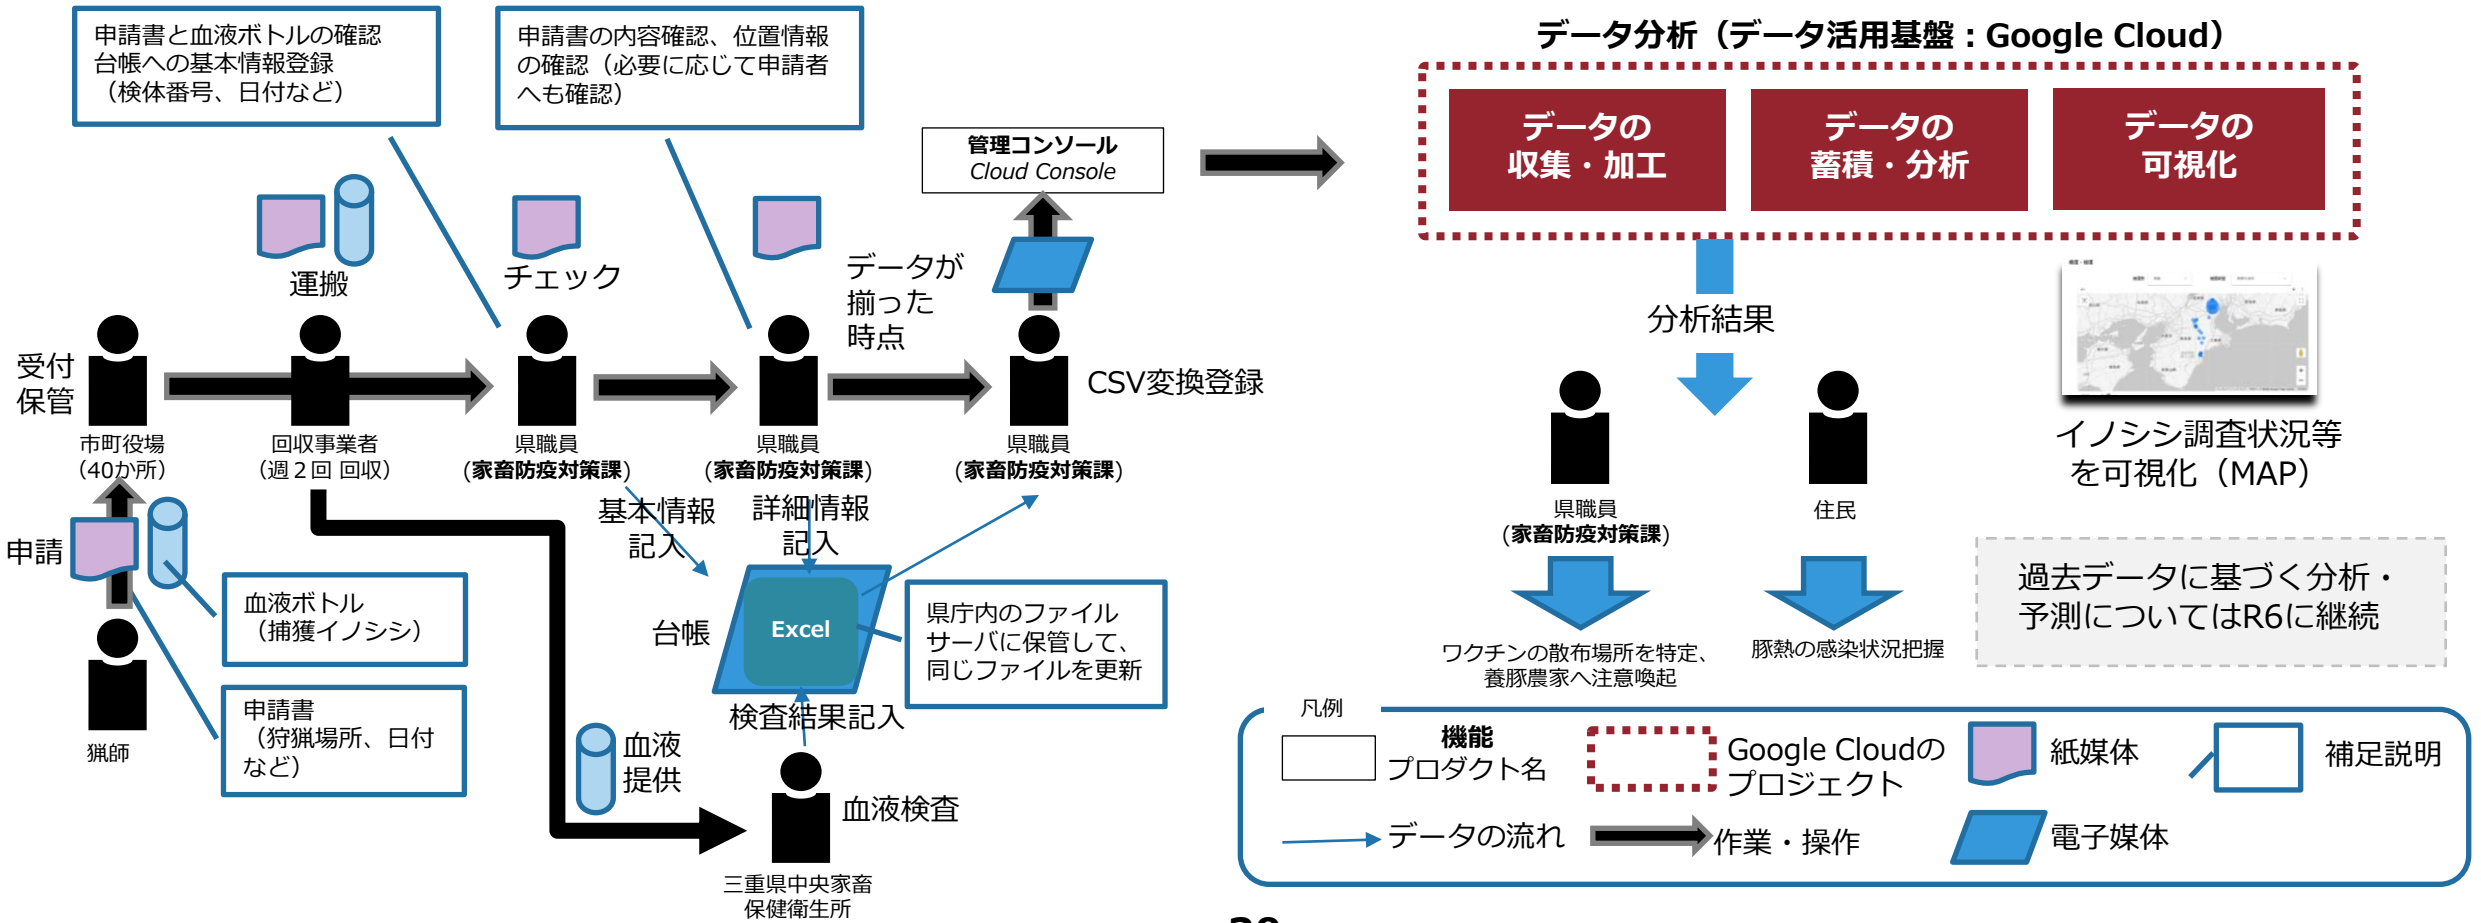 申請書と血液ボトルの確認
台帳への基本情報登録
（検体番号、日付など）
申請書の内容確認、位置情報
の確認（必要に応じて申請者
へも確認）
管理コンソール
Cloud Console
データ分析（データ活用基盤：Google Cloud）
データの
収集・加工
データの
蓄積・分析
データの
可視化
運搬
チェック
データが
揃った
時点
受付
保管
CSV変換登録
市町役場
（40か所）
回収事業者
（週２回 回収）
県職員
(家畜防疫対策課)
県職員
(家畜防疫対策課)
県職員
(家畜防疫対策課)
分析結果
県職員
(家畜防疫対策課)
住民
イノシシ調査状況等
を可視化（MAP）
申請
基本情報
記入
詳細情報
記入
血液ボトル
（捕獲イノシシ）
台帳
Excel
県庁内のファイル
サーバに保管して、
同じファイルを更新
過去データに基づく分析・
予測についてはR6に継続
ワクチンの散布場所を特定、
養豚農家へ注意喚起
豚熱の感染状況把握
猟師
申請書
（狩猟場所、日付
など）
検査結果記入
血液
提供
血液検査
三重県中央家畜
保健衛生所
凡例
機能
プロダクト名
Google Cloudの
プロジェクト
紙媒体
補足説明
データの流れ
作業・操作
電子媒体